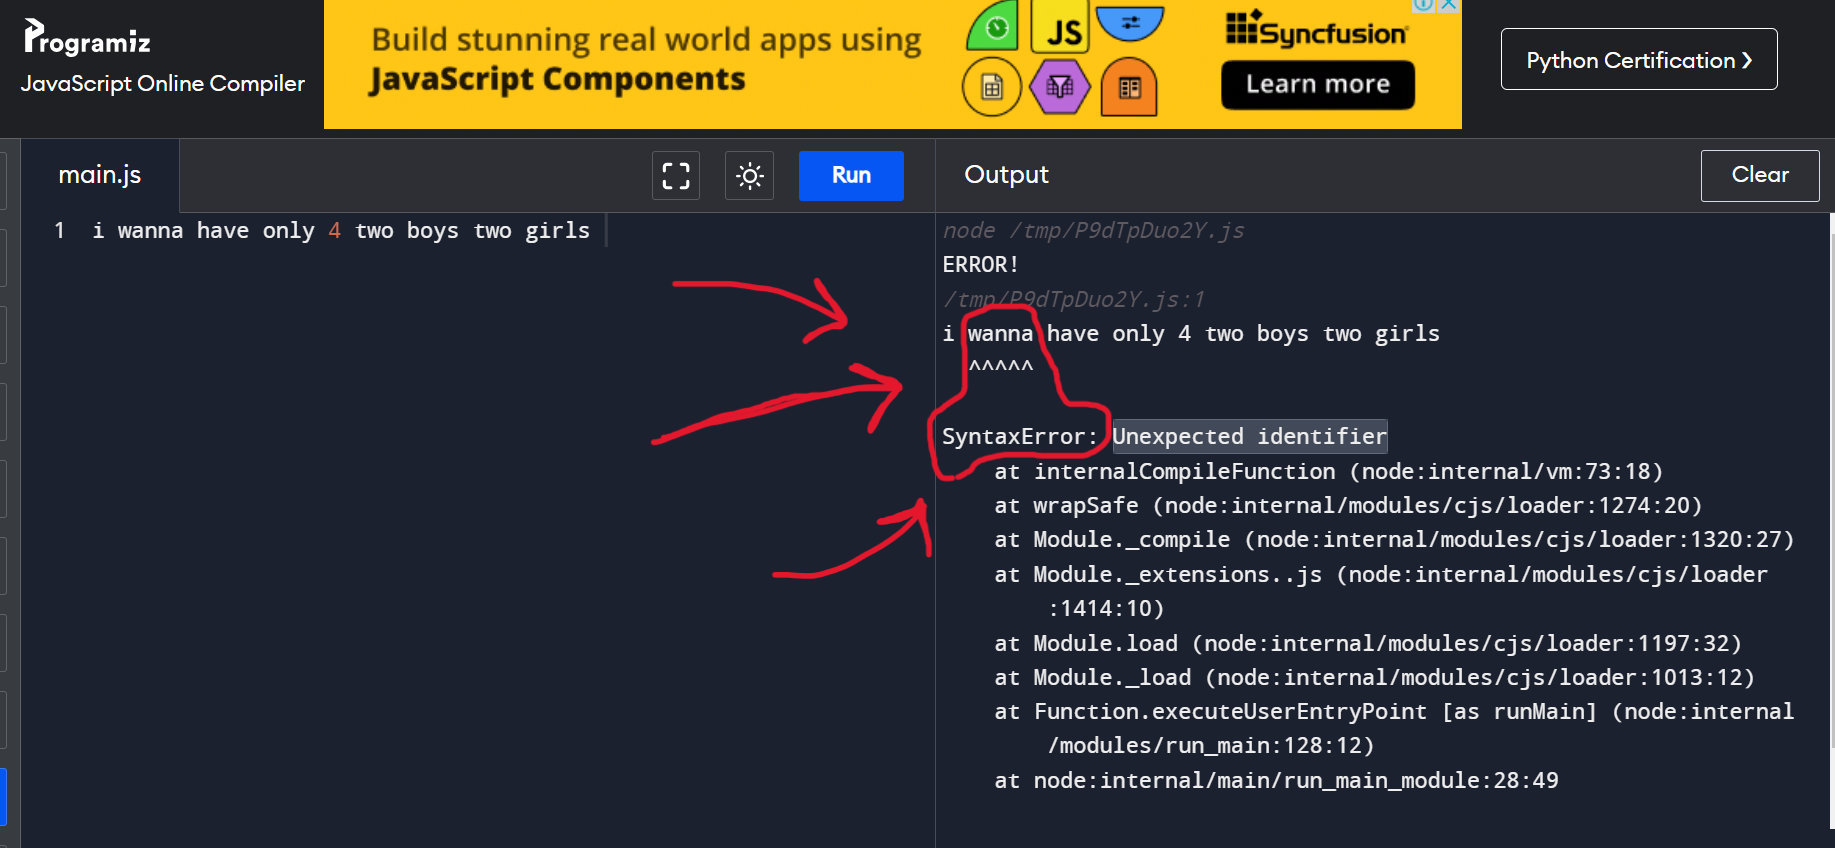 Programiz
JavaScript Online Compiler
Build stunning real world apps using
JavaScript Components
JS
Syncfusion
Learn more
Python Certification ❯
main.js
Run
Output
Clear
1 i wanna have only 4 two boys two girls
node /tmp/P9dTpDuo2Y.js
ERROR!
/tmp/P9dTpDuo2Y.js:1
i wanna have only 4 two boys two girls
^^^^^
SyntaxError: Unexpected identifier
at internalCompileFunction (node:internal/vm:73:18)
at wrapSafe (node:internal/modules/cjs/loader:1274:20)
at Module._compile (node:internal/modules/cjs/loader:1320:27)
at Module._extensions..js (node:internal/modules/cjs/loader
:1414:10)
at Module.load (node:internal/modules/cjs/loader:1197:32)
at Module._load (node:internal/modules/cjs/loader:1013:12)
at Function.executeUserEntryPoint [as runMain] (node:internal
/modules/run_main:128:12)
at node:internal/main/run_main_module:28:49